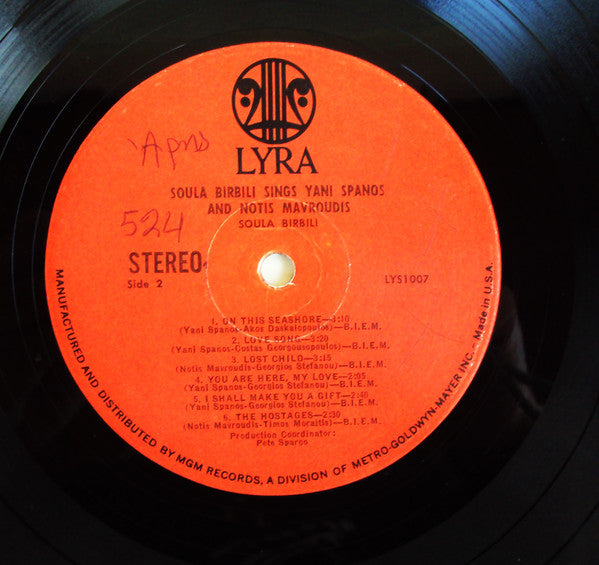 LYRA
SOULA BIRBILI SINGS YANI SPANOS
AND NOTIS MAVROUDIS
SOULA BIRBILI
524
STEREO
Side 2
LYS1007
1. ON THIS SEASHORE—4:10
(Yani Spanos-Akos Daskalopoulos)—B.I.E.M.
2. LOVE SONG—3:20
(Yani Spanos-Costas Georgousopoulos)—B.I.E.M.
3. LOST CHILD—3:15
(Notis Mavroudis-Georgios Stefanou)—B.I.E.M.
4. YOU ARE HERE, MY LOVE—2:05
(Yani Spanos-Georgios Stefanou)—B.I.E.M.
5. I SHALL MAKE YOU A GIFT—2:40
(Yani Spanos-Georgios Stefanou)—B.I.E.M.
6. THE HOSTAGES—2:30
(Notis Mavroudis-Timos Moraitis)—B.I.E.M.
Production Coordinator:
Pete Spargo
MANUFACTURED AND DISTRIBUTED BY MGM RECORDS, A DIVISION OF METRO-GOLDWYN-MAYER INC.—Made in U.S.A.